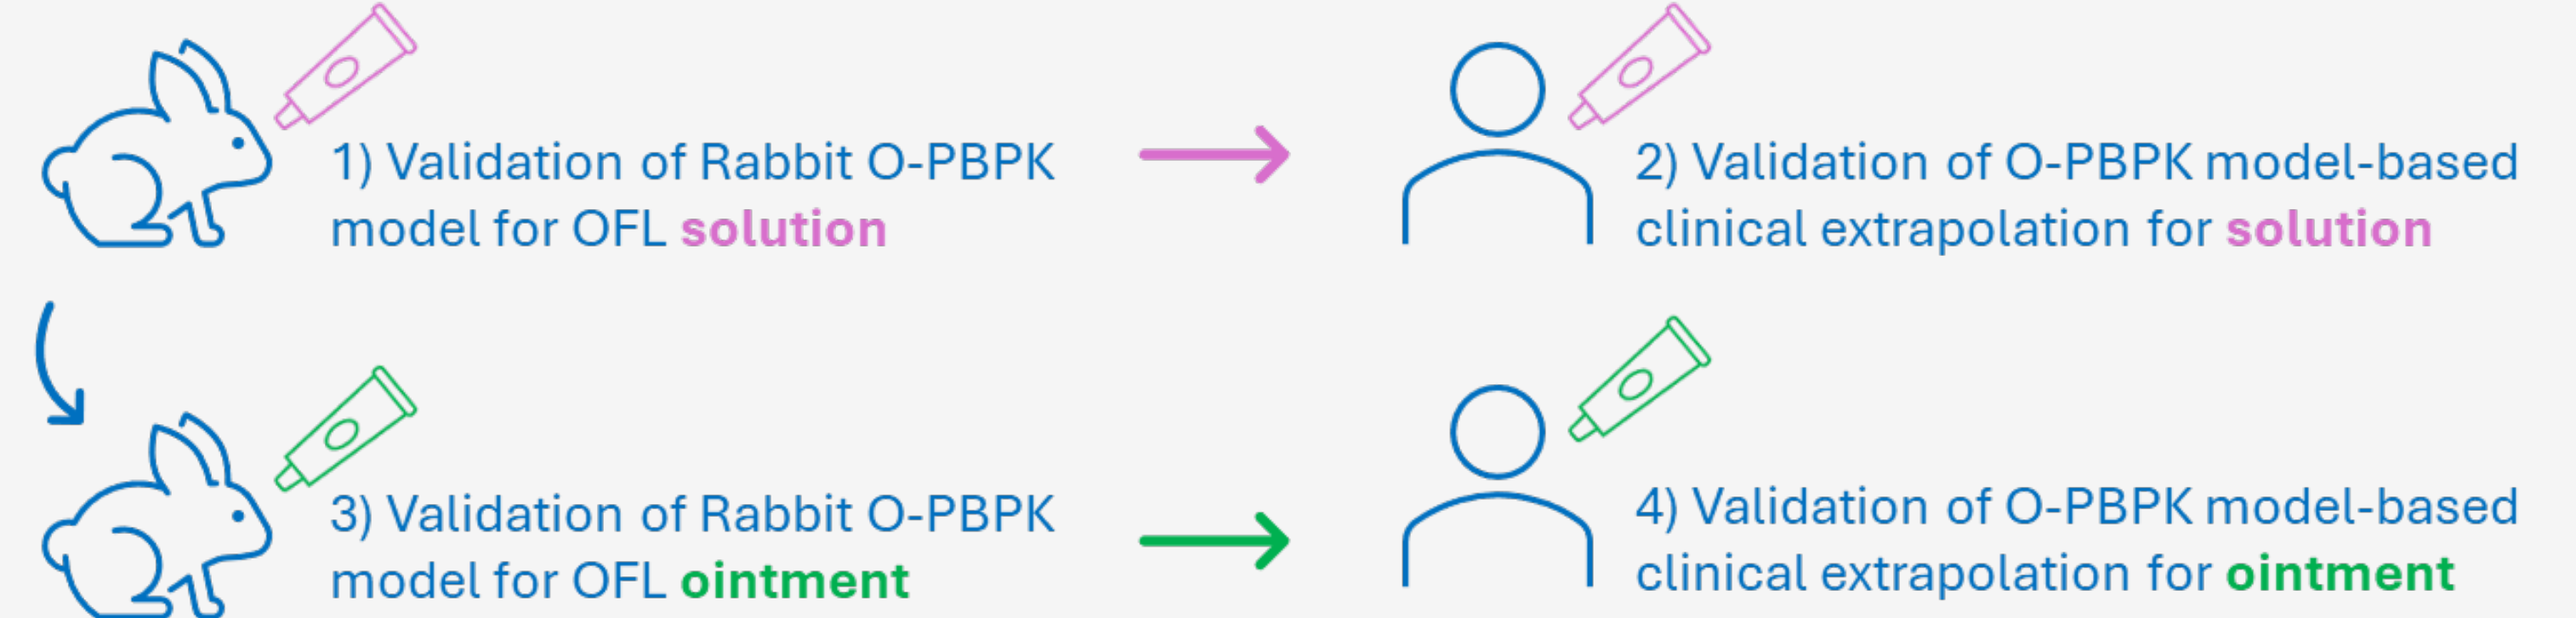 1) Validation of Rabbit O-PBPK
model for OFL solution
2) Validation of O-PBPK model-based
clinical extrapolation for solution
3) Validation of Rabbit O-PBPK
model for OFL ointment
4) Validation of O-PBPK model-based
clinical extrapolation for ointment